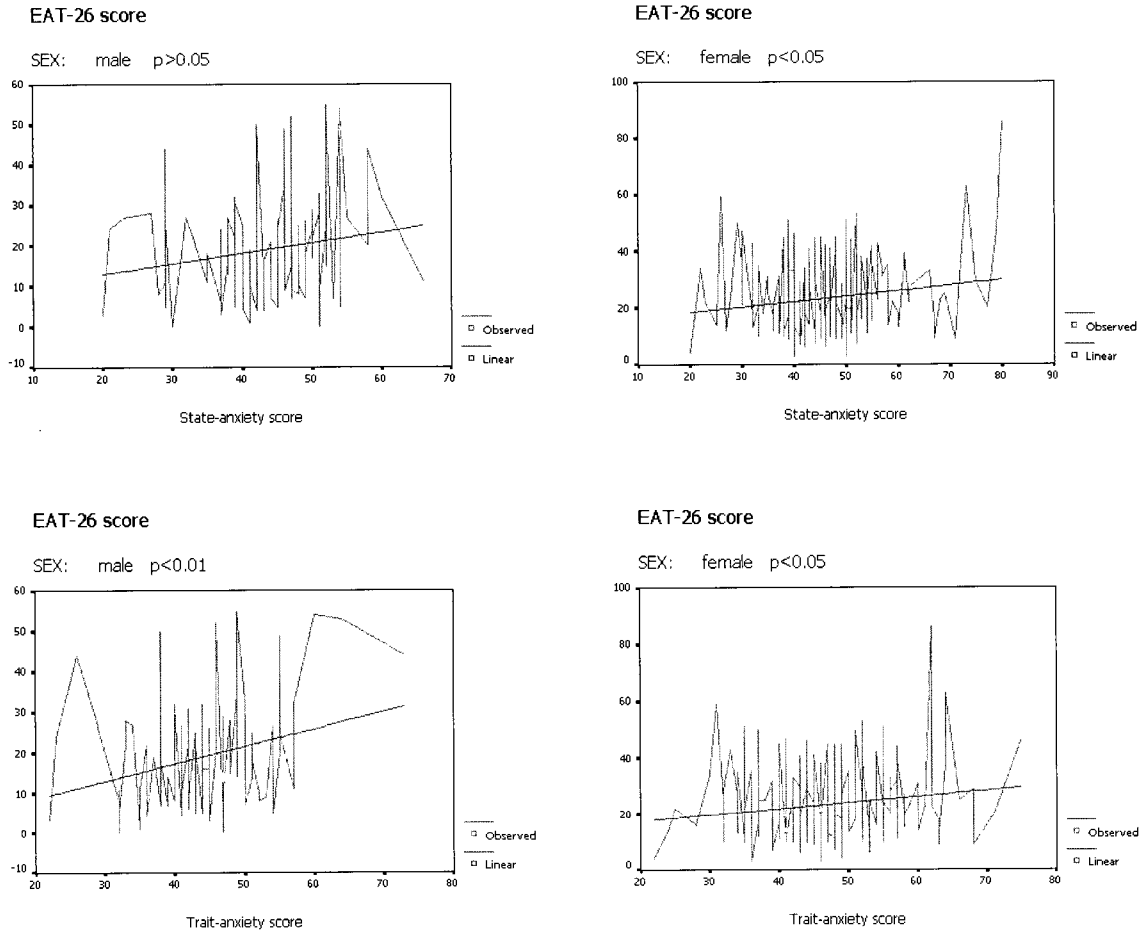 EAT-26 score
SEX: male p>0.05
60
50
40
30
20
10
0
-10
10 20 30 40 50 60 70
State-anxiety score
Observed
Linear
EAT-26 score
SEX: female p<0.05
100
80
60
40
20
0
10 20 30 40 50 60 70 80 90
State-anxiety score
Observed
Linear
EAT-26 score
SEX: male p<0.01
60
50
40
30
20
10
0
-10
20 30 40 50 60 70 80
Trait-anxiety score
Observed
Linear
EAT-26 score
SEX: female p<0.05
100
80
60
40
20
0
20 30 40 50 60 70 80
Trait-anxiety score
Observed
Linear